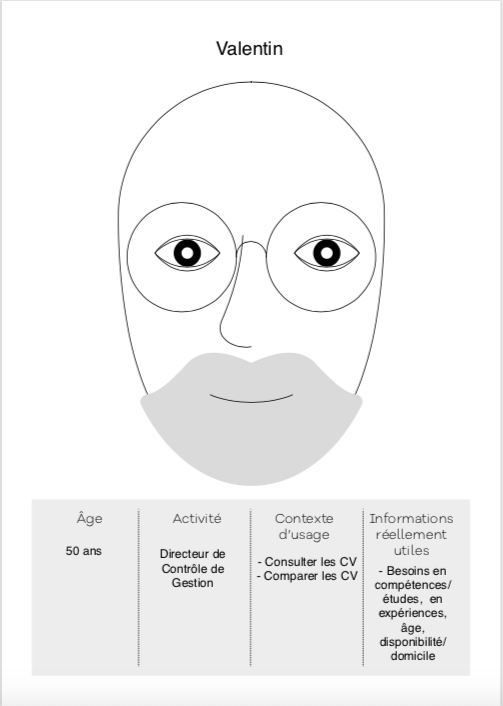 Valentin
Âge
50 ans
Activité
Directeur de
Contrôle de
Gestion
Contexte
d'usage
- Consulter les CV
- Comparer les CV
Informations
réellement
utiles
- Besoins en
compétences/
études, en
expériences,
âge,
disponibilité/
domicile